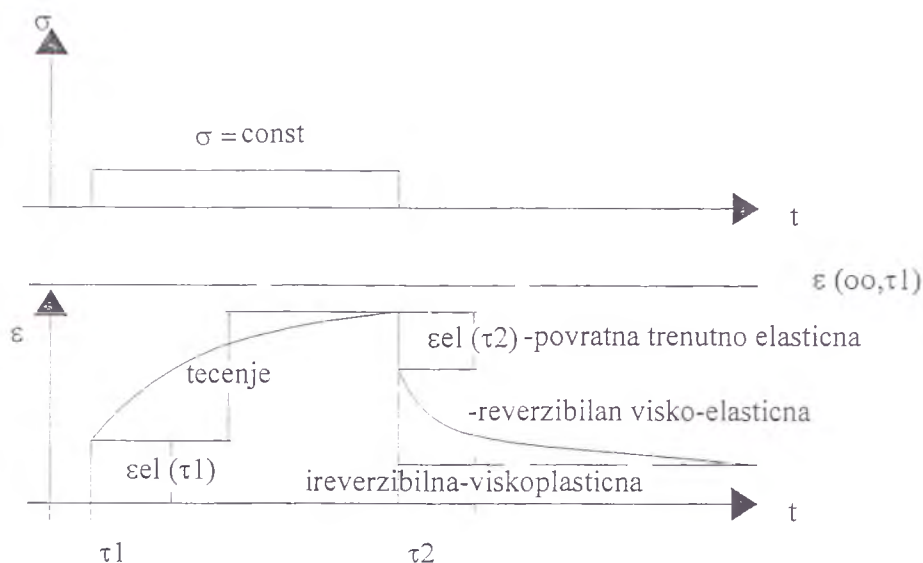 σ
σ = const
t
ε (oo,τ1)
ε
εel (τ2) -povratna trenutno elasticna
tecenje
-reverzibilan visko-elasticna
εel (τ1)
ireverzibilna-viskoplasticna
t
τ1
τ2